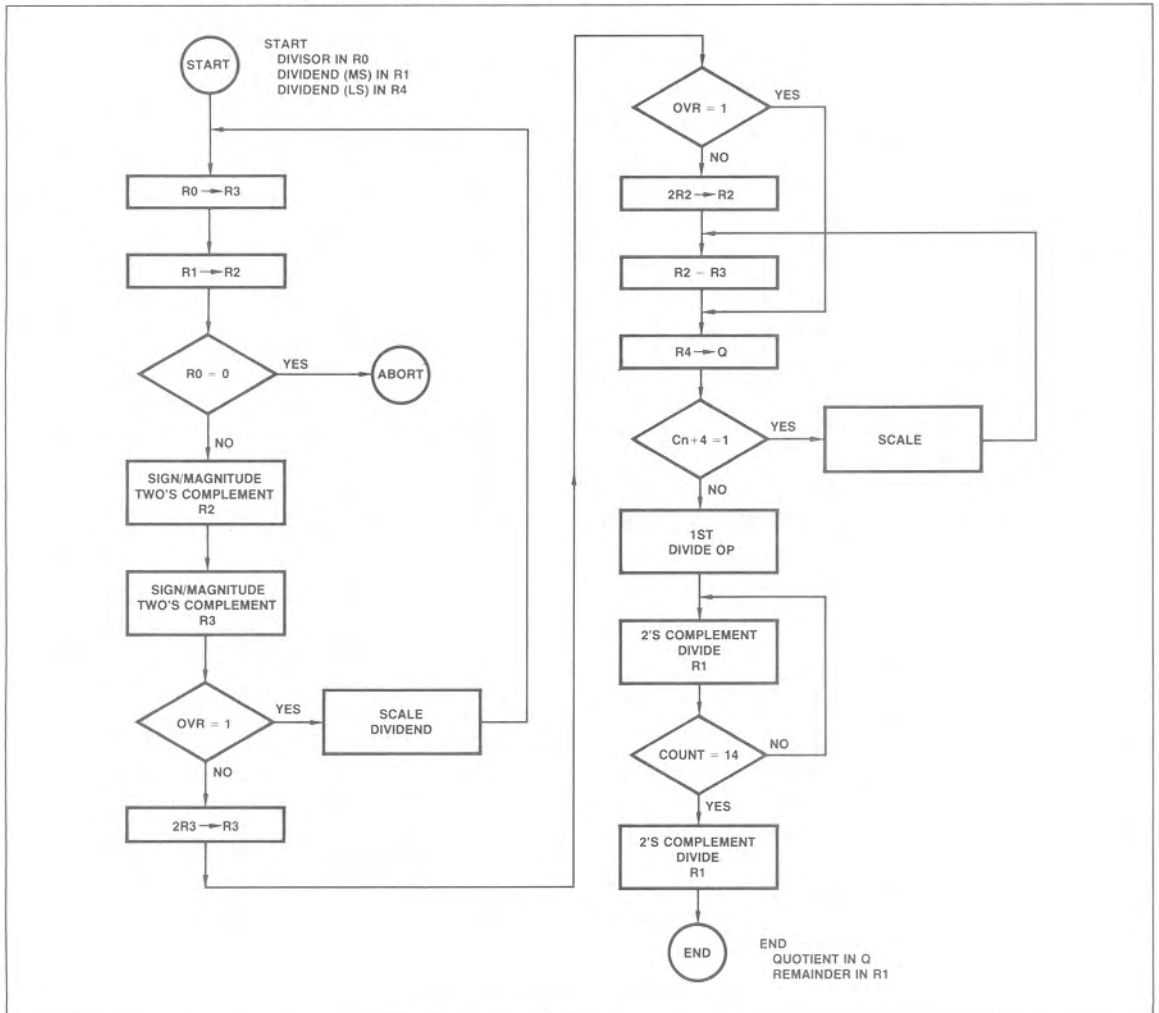 START
START
DIVISOR IN R0
DIVIDEND (MS) IN R1
DIVIDEND (LS) IN R4
R0 → R3
R1 → R2
R0 = 0
YES
ABORT
NO
SIGN/MAGNITUDE
TWO'S COMPLEMENT
R2
SIGN/MAGNITUDE
TWO'S COMPLEMENT
R3
OVR = 1
YES
SCALE
DIVIDEND
NO
2R3 → R3
OVR = 1
YES
NO
2R2 → R2
R2 − R3
R4 → Q
Cn+4 =1
YES
SCALE
NO
1ST
DIVIDE OP
2'S COMPLEMENT
DIVIDE
R1
COUNT = 14
NO
YES
2'S COMPLEMENT
DIVIDE
R1
END
END
QUOTIENT IN Q
REMAINDER IN R1